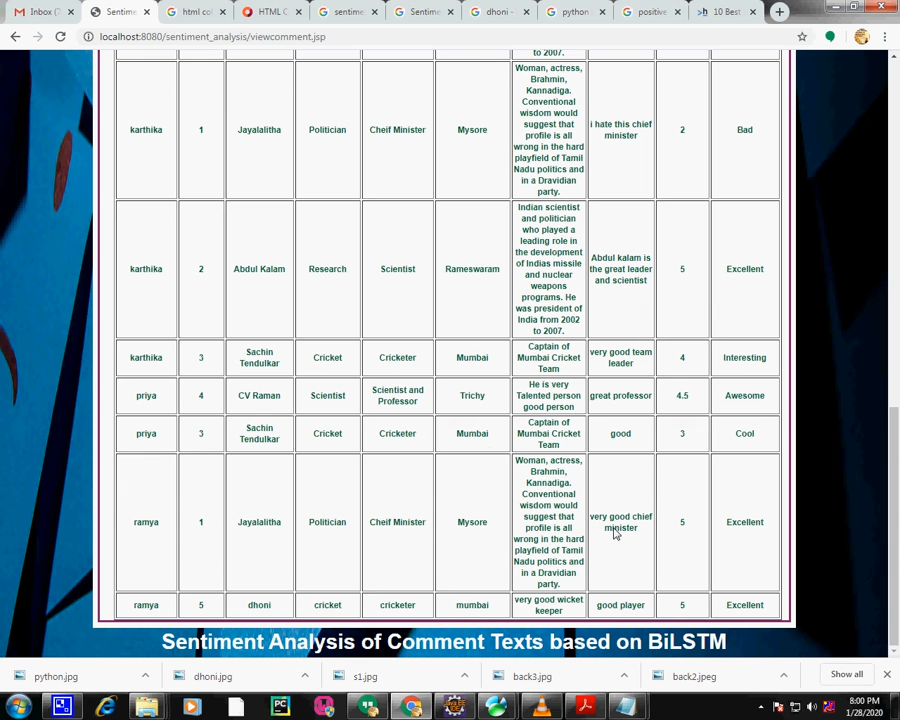 Inbox (7
Sentime
html col
HTML C
sentime
Sentime
dhoni -
python
positive
10 Best
localhost:8080/sentiment_analysis/viewcomment.jsp
to 2007.
karthika
1
Jayalalitha
Politician
Cheif Minister
Mysore
Woman, actress,
Brahmin,
Kannadiga.
Conventional
wisdom would
suggest that
profile is all
wrong in the hard
playfield of Tamil
Nadu politics and
in a Dravidian
party.
i hate this chief
minister
2
Bad
karthika
2
Abdul Kalam
Research
Scientist
Rameswaram
Indian scientist
and politician
who played a
leading role in
the development
of Indias missile
and nuclear
weapons
programs. He
was president of
India from 2002
to 2007.
Abdul kalam is
the great leader
and scientist
5
Excellent
karthika
3
Sachin
Tendulkar
Cricket
Cricketer
Mumbai
Captain of
Mumbai Cricket
Team
very good team
leader
4
Interesting
priya
4
CV Raman
Scientist
Scientist and
Professor
Trichy
He is very
Talented person
good person
great professor
4.5
Awesome
priya
3
Sachin
Tendulkar
Cricket
Cricketer
Mumbai
Captain of
Mumbai Cricket
Team
good
3
Cool
ramya
1
Jayalalitha
Politician
Cheif Minister
Mysore
Woman, actress,
Brahmin,
Kannadiga.
Conventional
wisdom would
suggest that
profile is all
wrong in the hard
playfield of Tamil
Nadu politics and
in a Dravidian
party.
very good chief
minister
5
Excellent
ramya
5
dhoni
cricket
cricketer
mumbai
very good wicket
keeper
good player
5
Excellent
Sentiment Analysis of Comment Texts based on BiLSTM
python.jpg
dhoni.jpg
s1.jpg
back3.jpg
back2.jpeg
Show all
PC
8:00 PM
1/28/2020